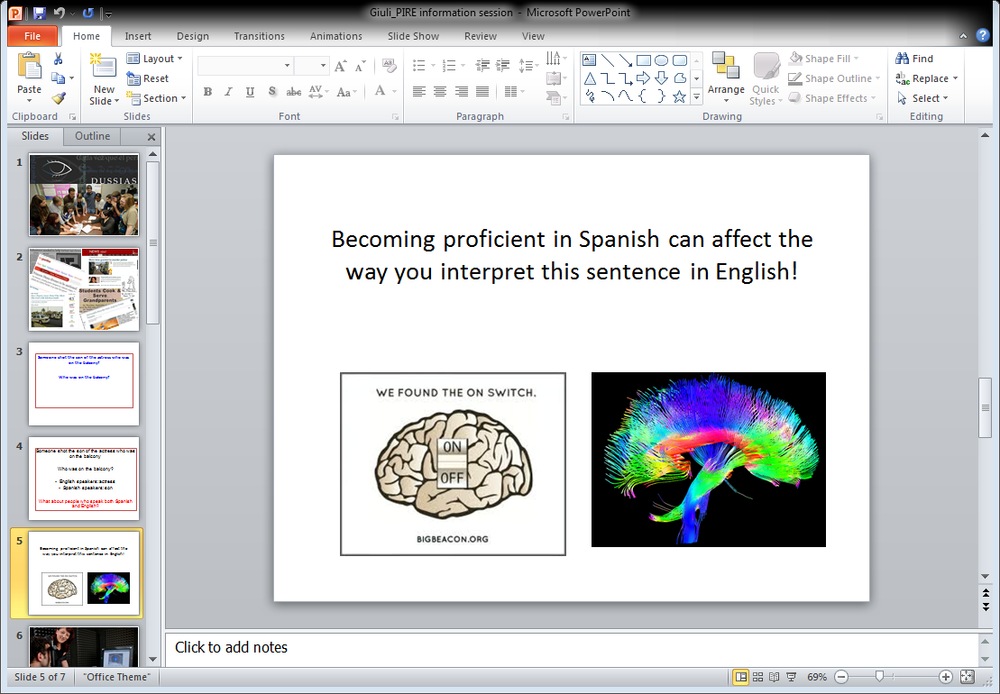 Giuli_PIRE information session - Microsoft PowerPoint
File Home Insert Design Transitions Animations Slide Show Review View
Paste
New
Slide
Layout
Reset
Section
Arrange
Quick
Styles
Shape Fill
Shape Outline
Shape Effects
Find
Replace
Select
Clipboard Slides Font Paragraph Drawing Editing
Slides Outline
1
DUSSIAS
2
NEWS
Students Cook &
Serve
Grandparents
3
Someone shot the son of the actress who was
on the balcony?
Who was on the balcony?
4
Someone shot the son of the actress who was
on the balcony
Who was on the balcony?
- English speakers: actress
- Spanish speakers: son
What about people who speak both Spanish
and English?
5
Becoming proficient in Spanish can affect the
way you interpret this sentence in English!
6
Becoming proficient in Spanish can affect the
way you interpret this sentence in English!
WE FOUND THE ON SWITCH.
ON
OFF
BIGBEACON.ORG
Click to add notes
Slide 5 of 7 "Office Theme" 69%